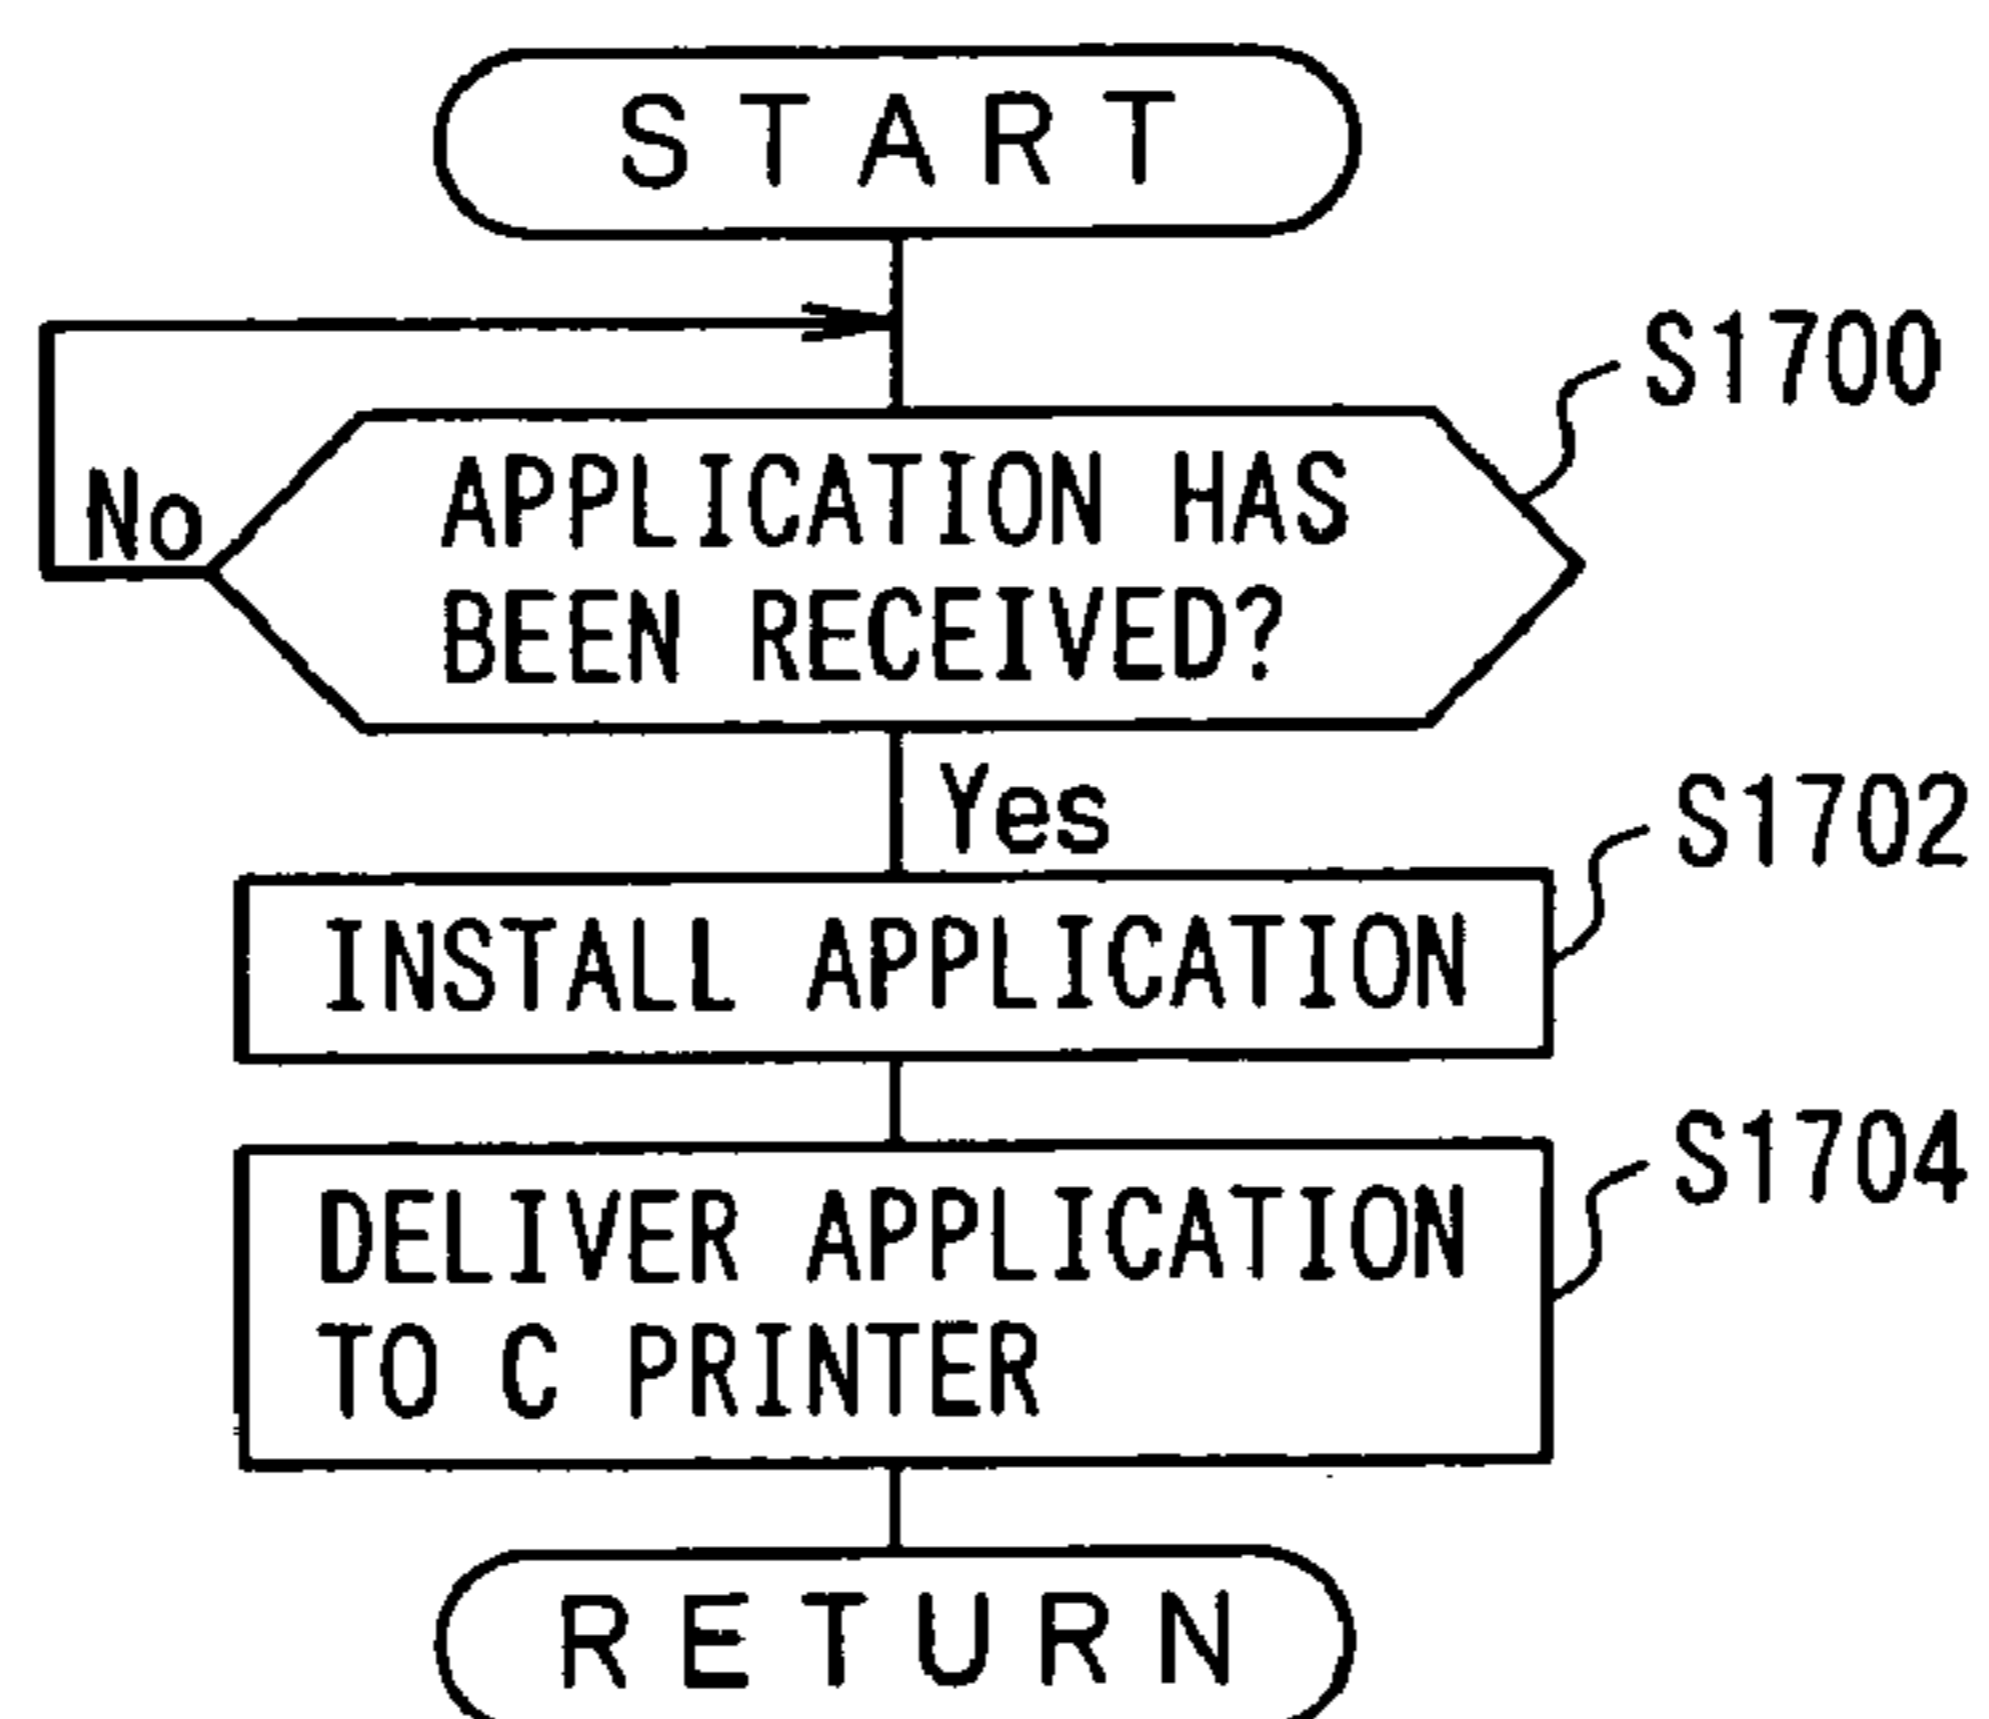 START
S1700
No
APPLICATION HAS
BEEN RECEIVED?
Yes
S1702
INSTALL APPLICATION
S1704
DELIVER APPLICATION
TO C PRINTER
RETURN